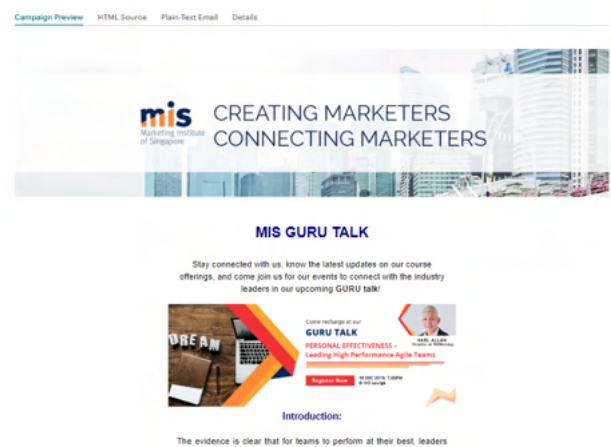 Campaign Preview HTML Source Plain-Text Email Details
mis
Marketing Institute
of Singapore
CREATING MARKETERS
CONNECTING MARKETERS
MIS GURU TALK
Stay connected with us, know the latest updates on our course
offerings, and come join us for our events to connect with the industry
leaders in our upcoming GURU talk!
DREAM
Come recharge at our
GURU TALK
PERSONAL EFFECTIVENESS –
Leading High Performance Agile Teams
Register Now
@ MIS Lounge
Introduction:
The evidence is clear that for teams to perform at their best, leaders